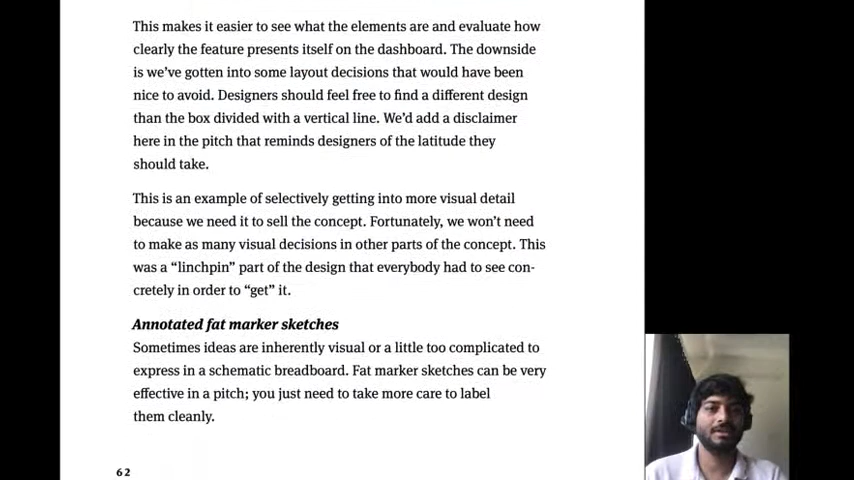 This makes it easier to see what the elements are and evaluate how
clearly the feature presents itself on the dashboard. The downside
is we’ve gotten into some layout decisions that would have been
nice to avoid. Designers should feel free to find a different design
than the box divided with a vertical line. We’d add a disclaimer
here in the pitch that reminds designers of the latitude they
should take.
This is an example of selectively getting into more visual detail
because we need it to sell the concept. Fortunately, we won’t need
to make as many visual decisions in other parts of the concept. This
was a “linchpin” part of the design that everybody had to see con-
cretely in order to “get” it.
Annotated fat marker sketches
Sometimes ideas are inherently visual or a little too complicated to
express in a schematic breadboard. Fat marker sketches can be very
effective in a pitch; you just need to take more care to label
them cleanly.
62